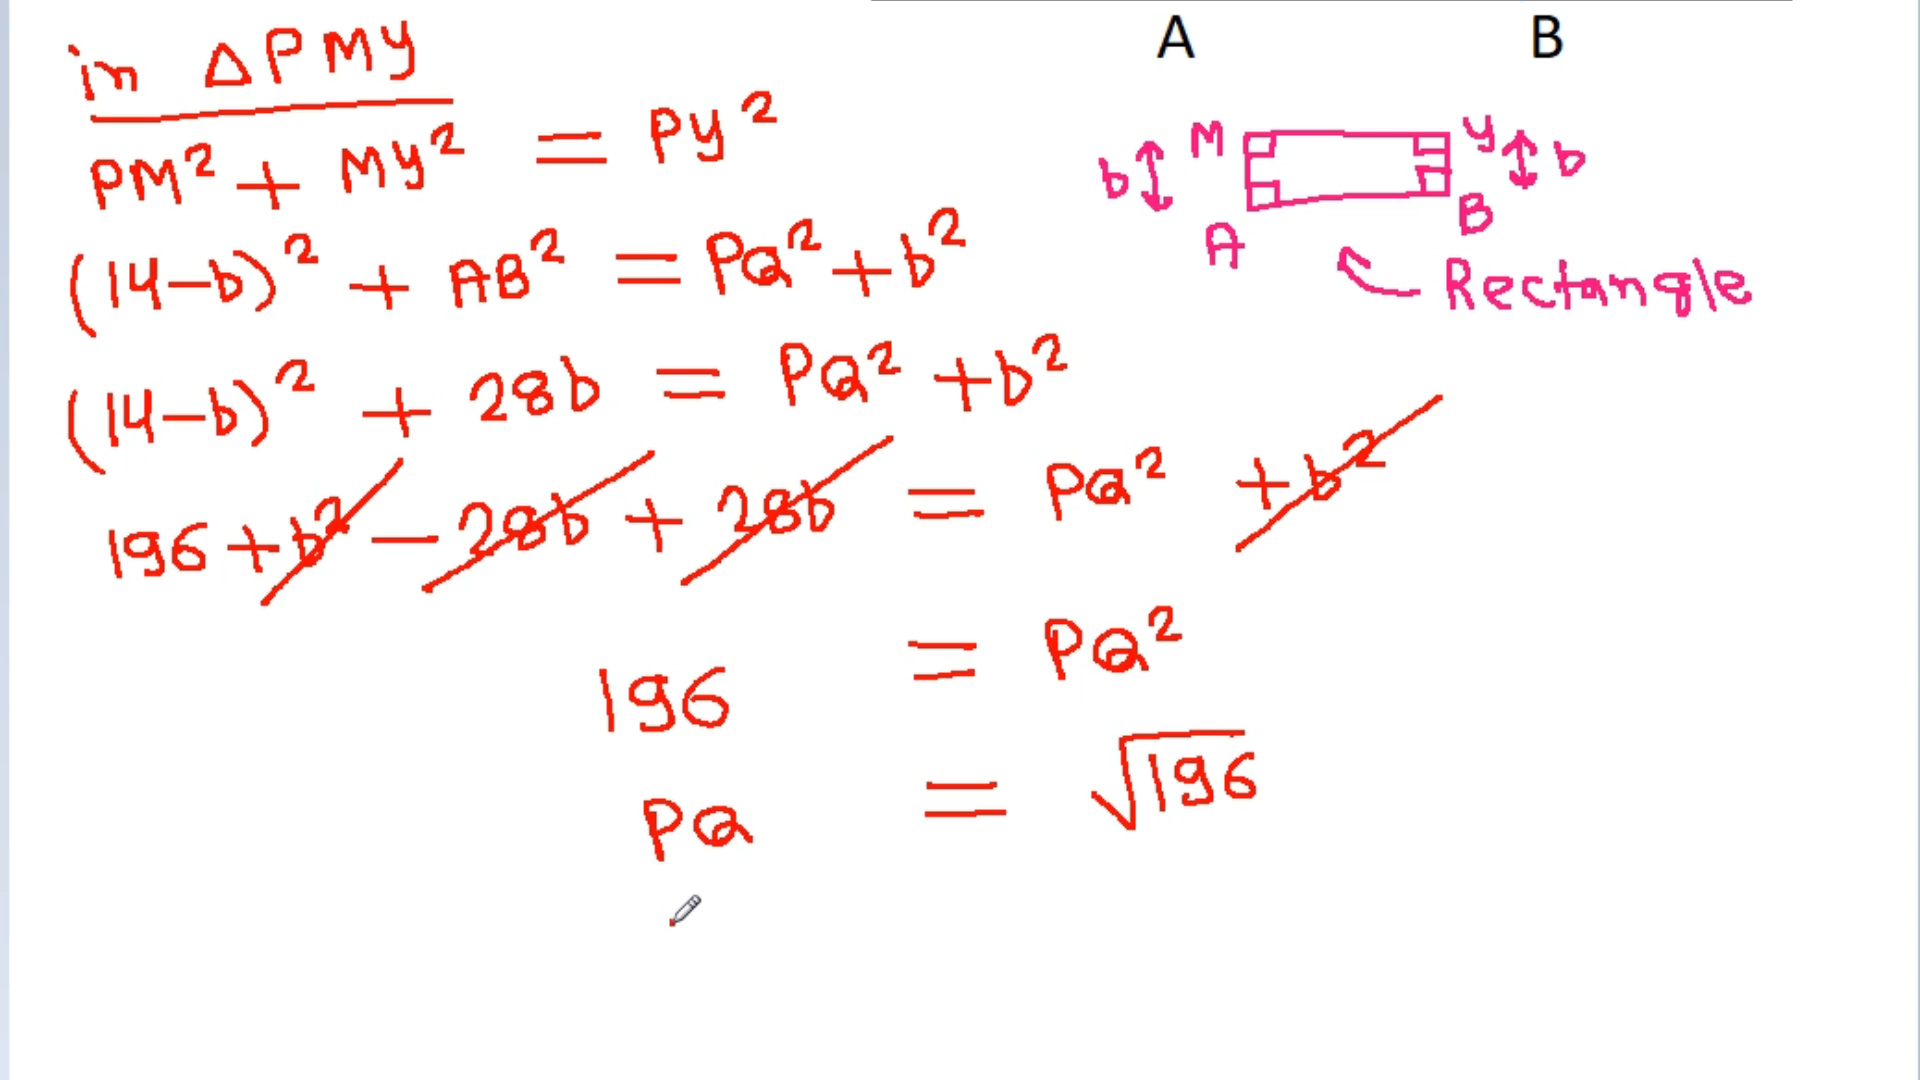 in △PMY
PM² + MY² = PY²
(14-b)² + AB² = PQ² + b²
(14-b)² + 28b = PQ² + b²
196 + b² - 28b + 28b = PQ² + b²
196 = PQ²
PQ = √196
A B
M Y
b b
A B
Rectangle